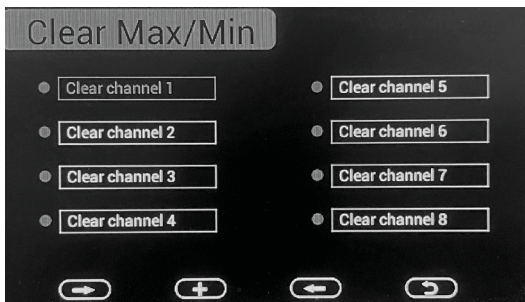 Clear Max/Min
Clear channel 1
Clear channel 2
Clear channel 3
Clear channel 4
Clear channel 5
Clear channel 6
Clear channel 7
Clear channel 8